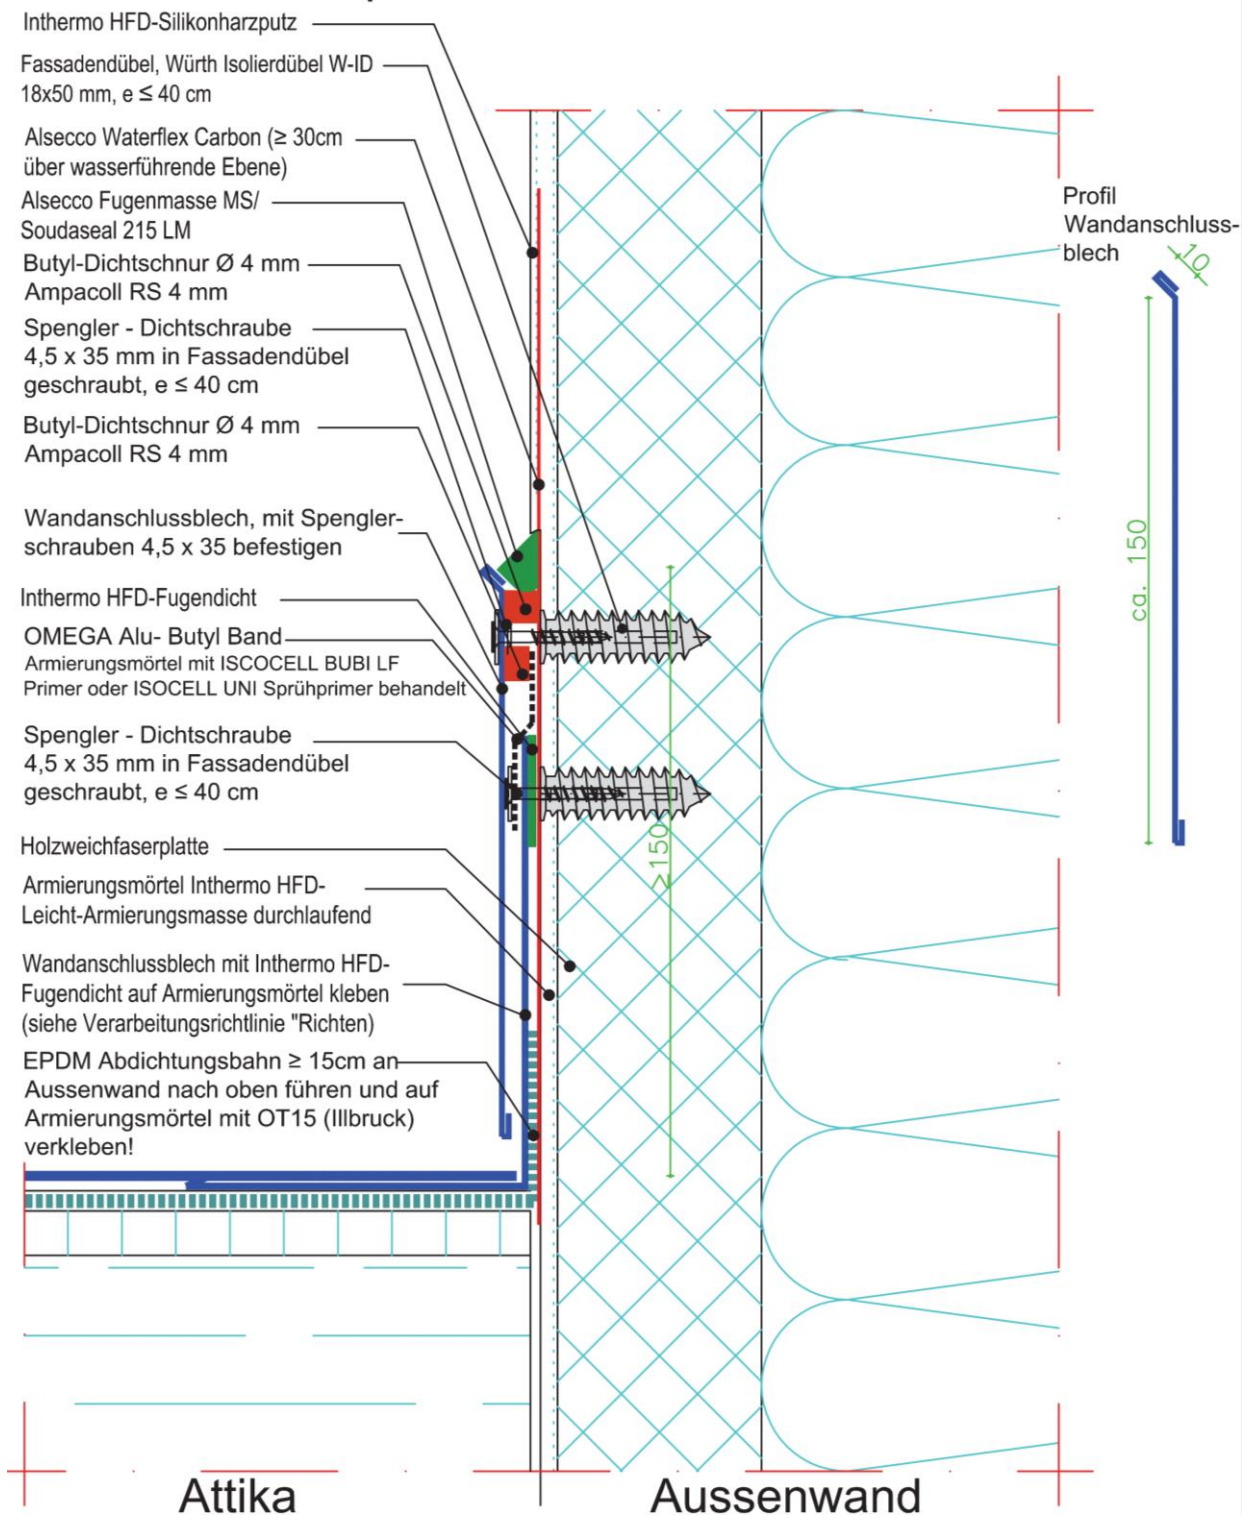 Inthermo HFD-Silikonharzputz
Fassadendübel, Würth Isolierdübel W-ID
18x50 mm, e ≤ 40 cm
Alsecco Waterflex Carbon (≥ 30cm
über wasserführende Ebene)
Alsecco Fugenmasse MS/
Soudaseal 215 LM
Butyl-Dichtschnur Ø 4 mm
Ampacoll RS 4 mm
Spengler - Dichtschraube
4,5 x 35 mm in Fassadendübel
geschraubt, e ≤ 40 cm
Butyl-Dichtschnur Ø 4 mm
Ampacoll RS 4 mm
Wandanschlussblech, mit Spengler-
schrauben 4,5 x 35 befestigen
Inthermo HFD-Fugendicht
OMEGA Alu- Butyl Band
Armierungsmörtel mit ISCOCELL BUBI LF
Primer oder ISOCELL UNI Sprühprimer behandelt
Spengler - Dichtschraube
4,5 x 35 mm in Fassadendübel
geschraubt, e ≤ 40 cm
Holzweichfaserplatte
Armierungsmörtel Inthermo HFD-
Leicht-Armierungsmasse durchlaufend
Wandanschlussblech mit Inthermo HFD-
Fugendicht auf Armierungsmörtel kleben
(siehe Verarbeitungsrichtlinie "Richten)
EPDM Abdichtungsbahn ≥ 15cm an
Aussenwand nach oben führen und auf
Armierungsmörtel mit OT15 (Illbruck)
verkleben!
≥150
Profil
Wandanschluss-
blech
10
ca. 150
Attika
Aussenwand